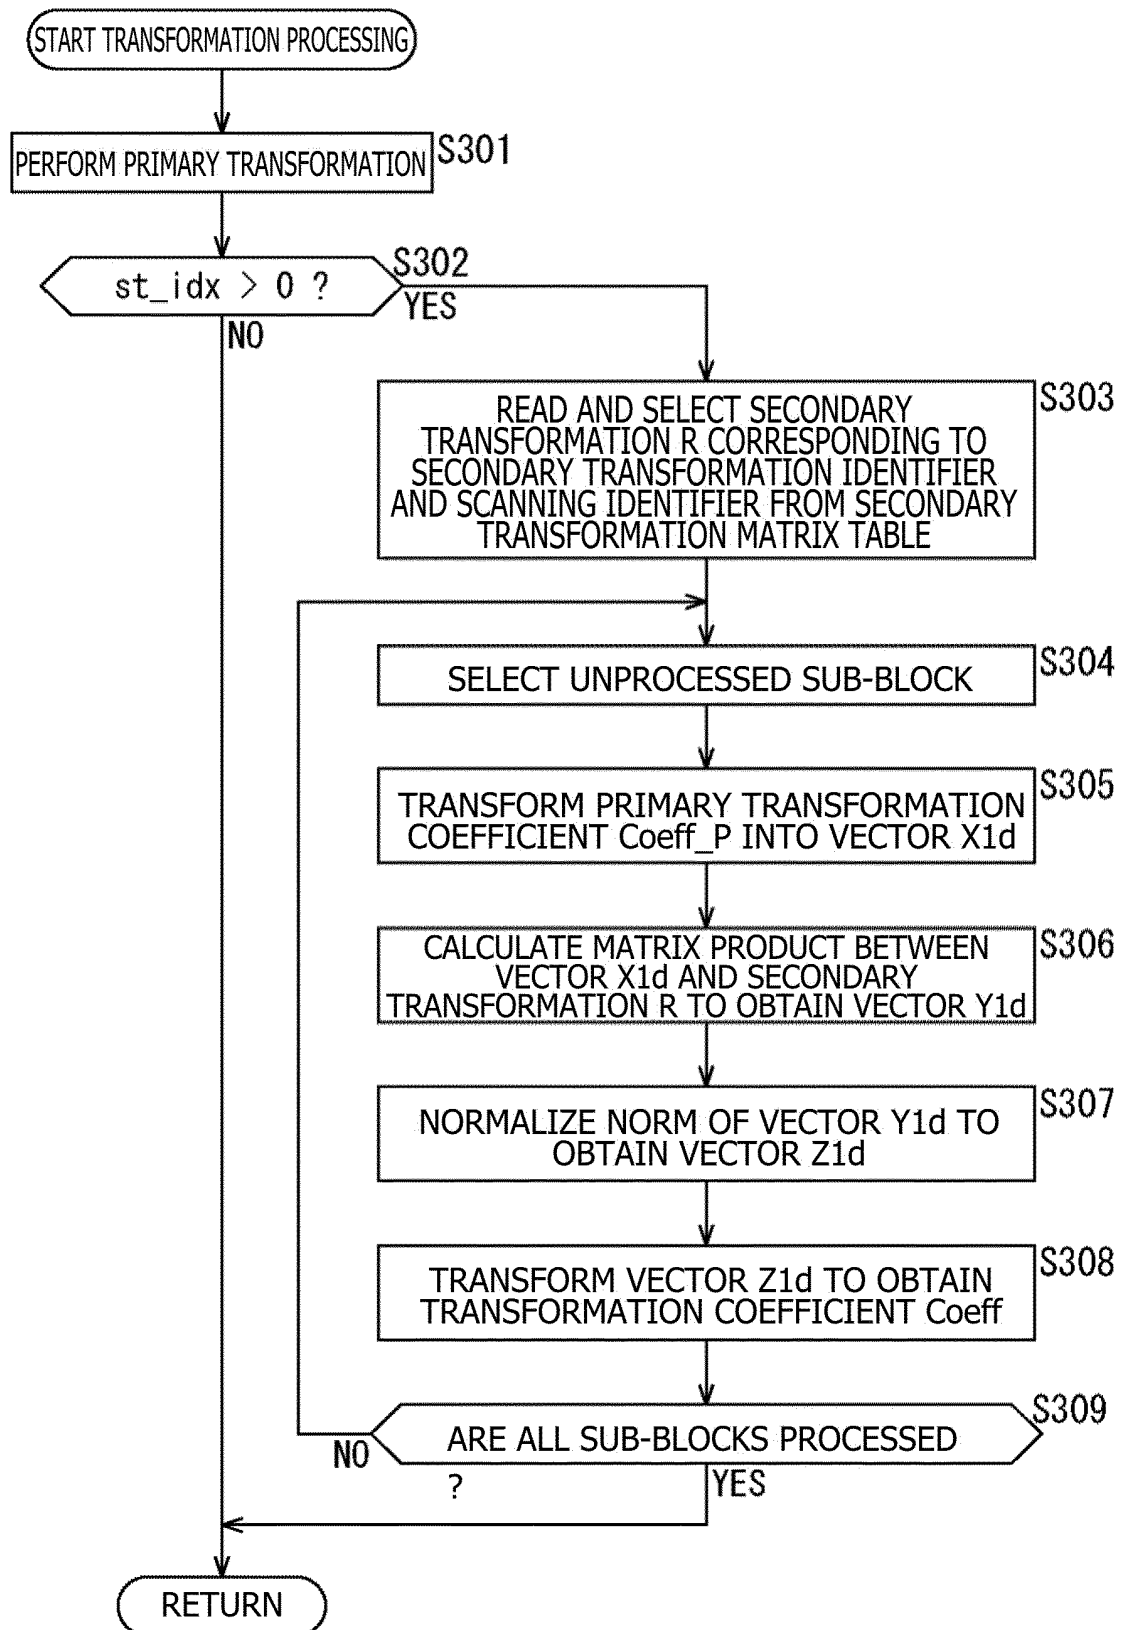 START TRANSFORMATION PROCESSING
PERFORM PRIMARY TRANSFORMATION
S301
st_idx > 0 ?
S302
YES
NO
READ AND SELECT SECONDARY
TRANSFORMATION R CORRESPONDING TO
SECONDARY TRANSFORMATION IDENTIFIER
AND SCANNING IDENTIFIER FROM SECONDARY
TRANSFORMATION MATRIX TABLE
S303
SELECT UNPROCESSED SUB-BLOCK
S304
TRANSFORM PRIMARY TRANSFORMATION
COEFFICIENT Coeff_P INTO VECTOR X1d
S305
CALCULATE MATRIX PRODUCT BETWEEN
VECTOR X1d AND SECONDARY
TRANSFORMATION R TO OBTAIN VECTOR Y1d
S306
NORMALIZE NORM OF VECTOR Y1d TO
OBTAIN VECTOR Z1d
S307
TRANSFORM VECTOR Z1d TO OBTAIN
TRANSFORMATION COEFFICIENT Coeff
S308
ARE ALL SUB-BLOCKS PROCESSED
?
S309
NO
YES
RETURN